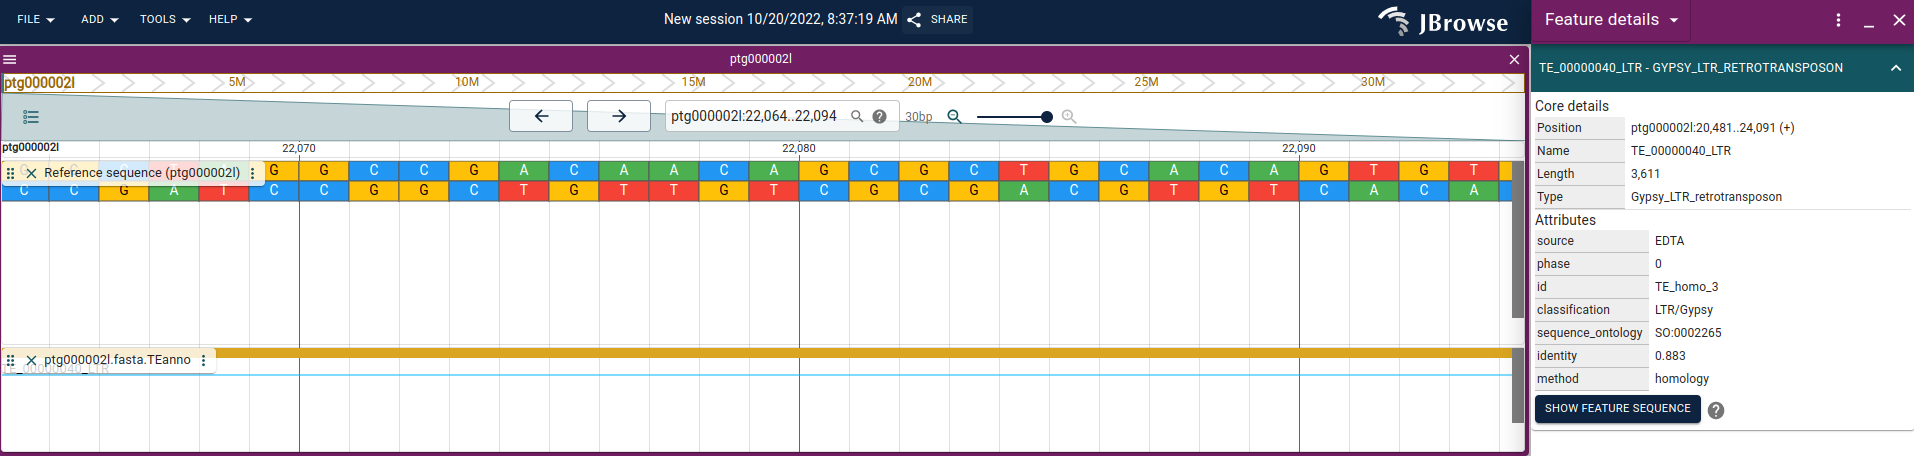 FILE ADD TOOLS HELP New session 10/20/2022, 8:37:19 AM SHARE JBrowse Feature details
ptg000002l
ptg000002l 5M 10M 15M 20M 25M 30M
ptg000002l:22,064..22,094 30bp
ptg000002l 22,070 22,080 22,090
G G C T A G G C C G A C A A C A G C G C T G C A C A G T G T
Reference sequence (ptg000002l)
C C G A T C C G G C T G T T G T C G C G A C G T G T C A C A
ptg000002l.fasta.TEanno
TE_00000040_LTR
TE_00000040_LTR - GYPSY_LTR_RETROTRANSPOSON
Core details
Position ptg000002l:20,481..24,091 (+)
Name TE_00000040_LTR
Length 3,611
Type Gypsy_LTR_retrotransposon
Attributes
source EDTA
phase 0
id TE_homo_3
classification LTR/Gypsy
sequence_ontology SO:0002265
identity 0.883
method homology
SHOW FEATURE SEQUENCE